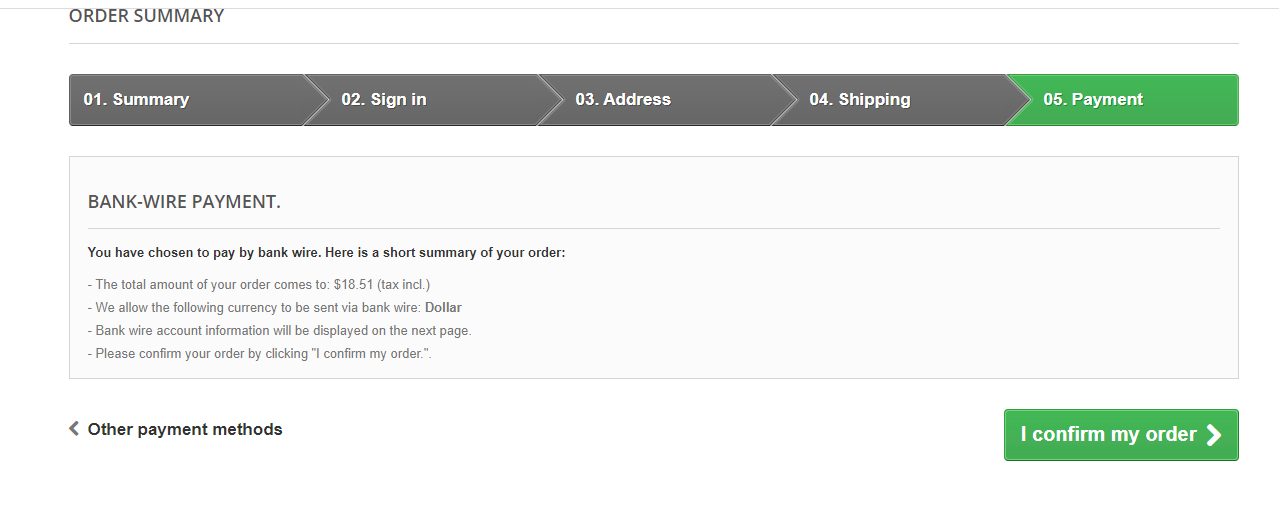 ORDER SUMMARY
01. Summary
02. Sign in
03. Address
04. Shipping
05. Payment
BANK-WIRE PAYMENT.
You have chosen to pay by bank wire. Here is a short summary of your order:
- The total amount of your order comes to: $18.51 (tax incl.)
- We allow the following currency to be sent via bank wire: Dollar
- Bank wire account information will be displayed on the next page.
- Please confirm your order by clicking "I confirm my order.".
Other payment methods
I confirm my order